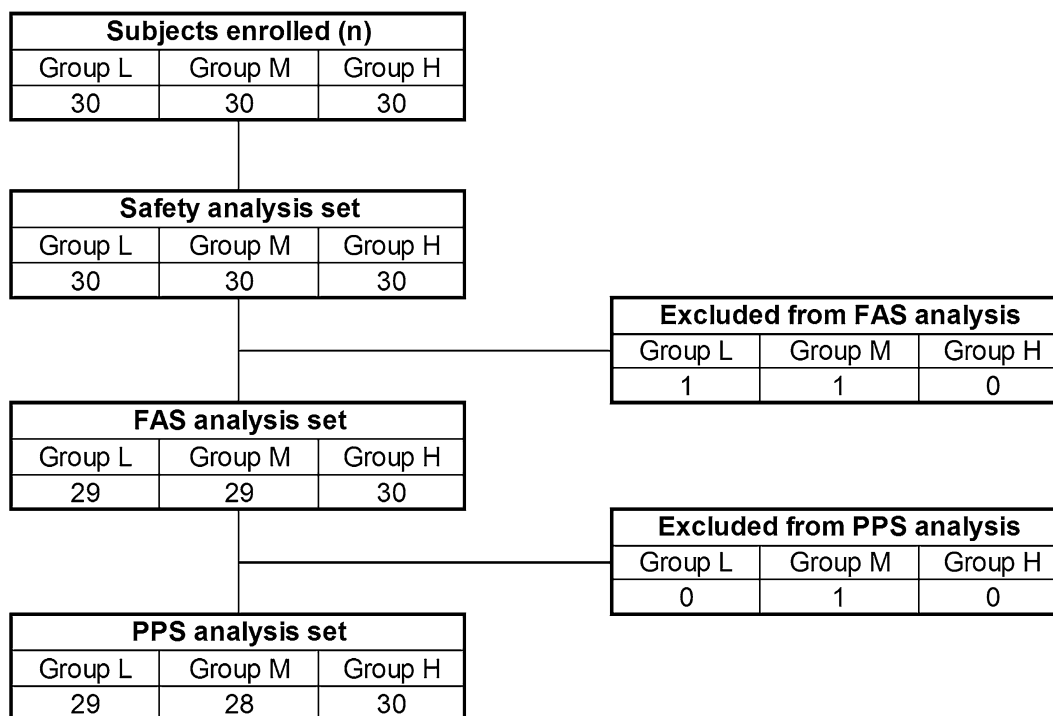 Subjects enrolled (n)
Group L Group M Group H
30 30 30
Safety analysis set
Group L Group M Group H
30 30 30
Excluded from FAS analysis
Group L Group M Group H
1 1 0
FAS analysis set
Group L Group M Group H
29 29 30
Excluded from PPS analysis
Group L Group M Group H
0 1 0
PPS analysis set
Group L Group M Group H
29 28 30